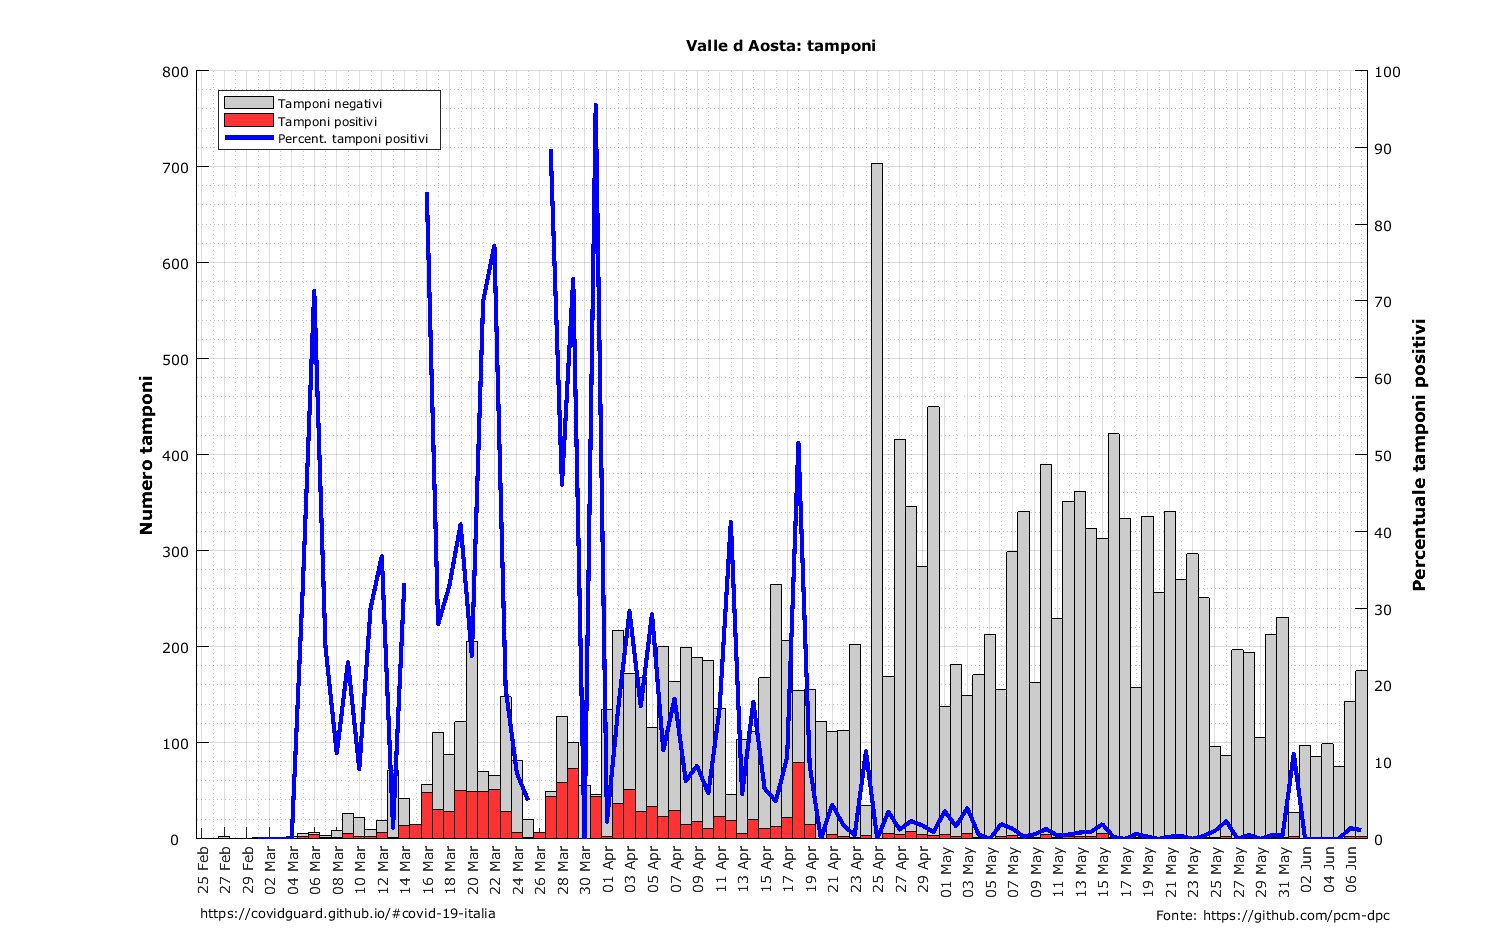 Valle d Aosta: tamponi
Tamponi negativi
Tamponi positivi
Percent. tamponi positivi
Numero tamponi
800
700
600
500
400
300
200
100
0
100
90
80
70
60
50
40
30
20
10
0
Percentuale tamponi positivi
25 Feb
27 Feb
29 Feb
02 Mar
04 Mar
06 Mar
08 Mar
10 Mar
12 Mar
14 Mar
16 Mar
18 Mar
20 Mar
22 Mar
24 Mar
26 Mar
28 Mar
30 Mar
01 Apr
03 Apr
05 Apr
07 Apr
09 Apr
11 Apr
13 Apr
15 Apr
17 Apr
19 Apr
21 Apr
23 Apr
25 Apr
27 Apr
29 Apr
01 May
03 May
05 May
07 May
09 May
11 May
13 May
15 May
17 May
19 May
21 May
23 May
25 May
27 May
29 May
31 May
02 Jun
04 Jun
06 Jun
https://covidguard.github.io/#covid-19-italia
Fonte: https://github.com/pcm-dpc